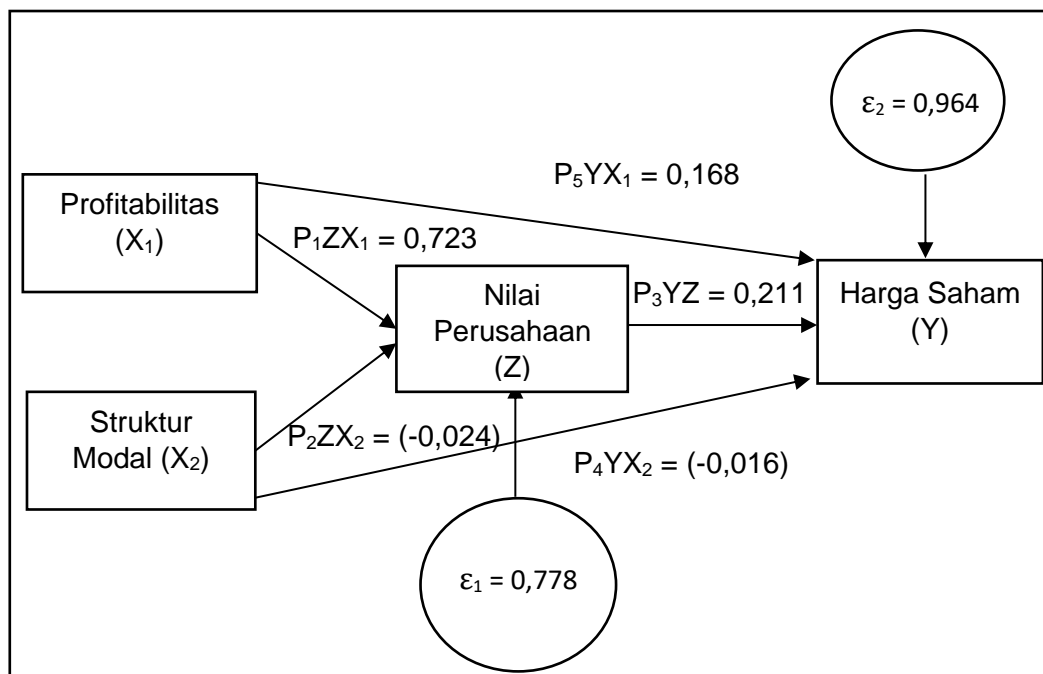 ε₂ = 0,964
P₅YX₁ = 0,168
Profitabilitas
(X₁)
P₁ZX₁ = 0,723
Nilai
Perusahaan
(Z)
P₃YZ = 0,211
Harga Saham
(Y)
Struktur
Modal (X₂)
P₂ZX₂ = (-0,024)
P₄YX₂ = (-0,016)
ε₁ = 0,778